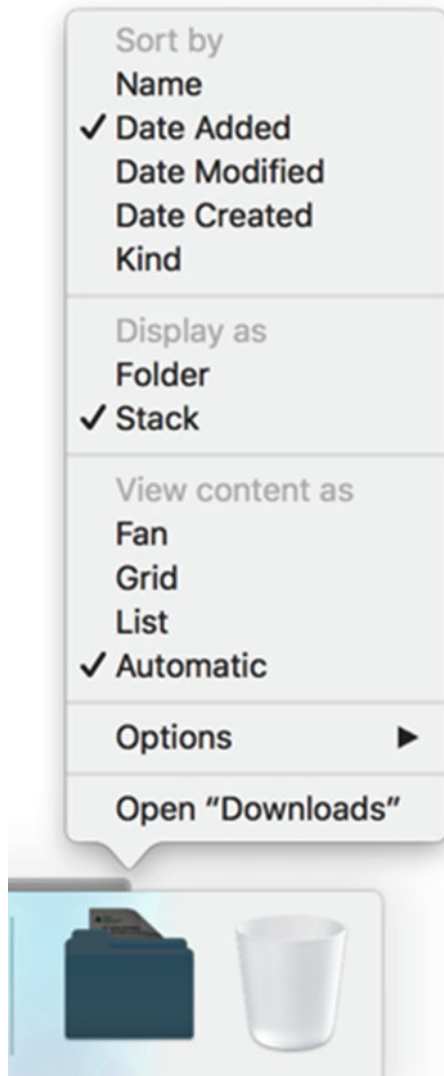 Sort by
Name
✓ Date Added
Date Modified
Date Created
Kind
Display as
Folder
✓ Stack
View content as
Fan
Grid
List
✓ Automatic
Options ▶
Open “Downloads”